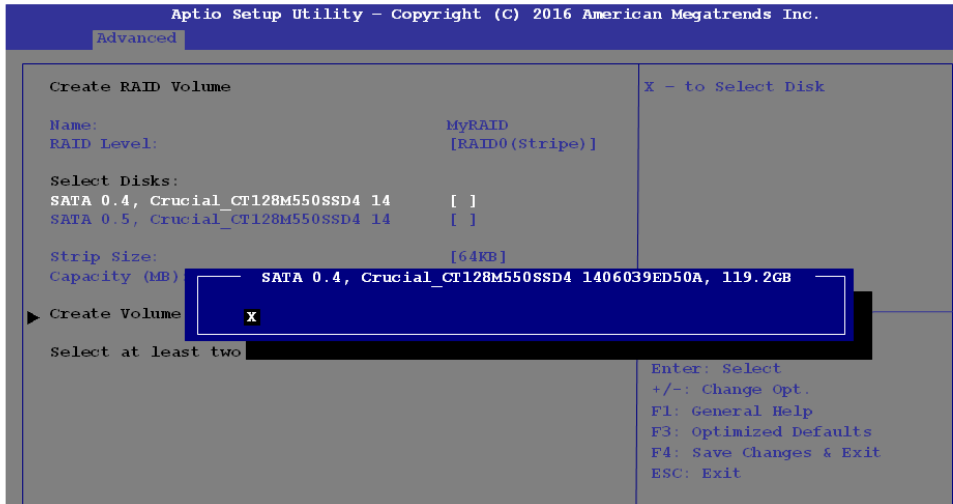 Aptio Setup Utility – Copyright (C) 2016 American Megatrends Inc.
Advanced
Create RAID Volume
X - to Select Disk
Name: MyRAID
RAID Level: [RAID0(Stripe)]
Select Disks:
SATA 0.4, Crucial_CT128M550SSD4 14 [ ]
SATA 0.5, Crucial_CT128M550SSD4 14 [ ]
Strip Size: [64KB]
Capacity (MB)
SATA 0.4, Crucial_CT128M550SSD4 1406039ED50A, 119.2GB
X
Create Volume
Select at least two
Enter: Select
+/-: Change Opt.
F1: General Help
F3: Optimized Defaults
F4: Save Changes & Exit
ESC: Exit